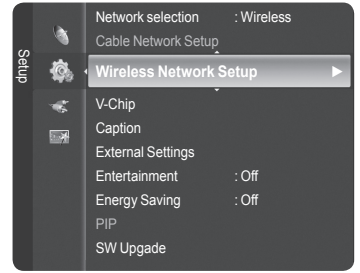 Setup
Network selection : Wireless
Cable Network Setup
Wireless Network Setup
V-Chip
Caption
External Settings
Entertainment : Off
Energy Saving : Off
PIP
SW Upgade